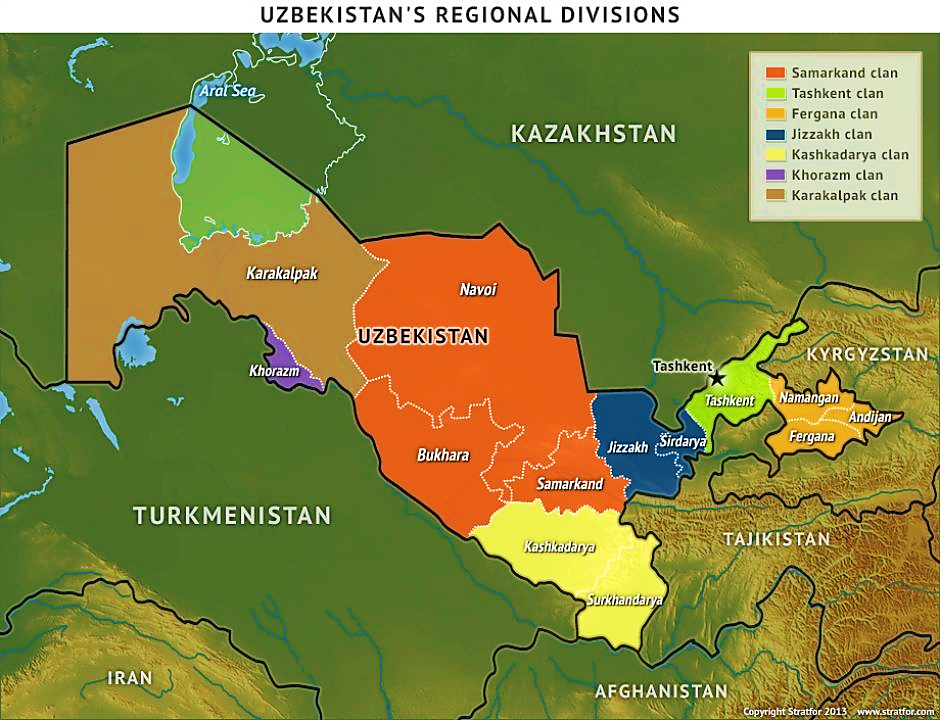 UZBEKISTAN'S REGIONAL DIVISIONS
Samarkand clan
Tashkent clan
Fergana clan
Jizzakh clan
Kashkadarya clan
Khorazm clan
Karakalpak clan
Aral Sea
KAZAKHSTAN
Karakalpak
Navoi
UZBEKISTAN
KYRGYZSTAN
Tashkent
Khorazm
Tashkent
Namangan
Andijan
Fergana
Jizzakh
Sirdarya
Bukhara
Samarkand
TURKMENISTAN
TAJIKISTAN
Kashkadarya
Surkhandarya
IRAN
AFGHANISTAN
Copyright Stratfor 2013 www.stratfor.com